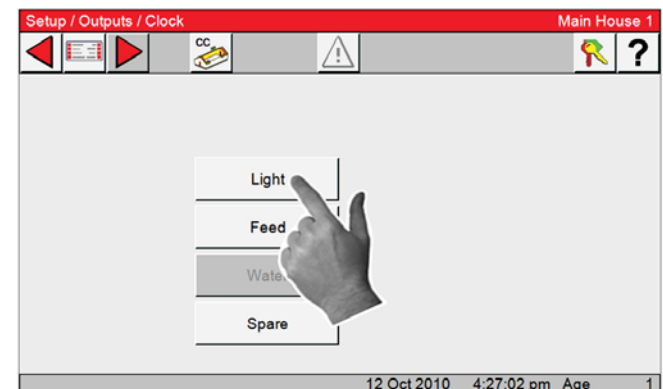 Setup / Outputs / Clock Main House 1
CC
?
Light
Feed
Water
Spare
12 Oct 2010 4:27:02 pm Age 1